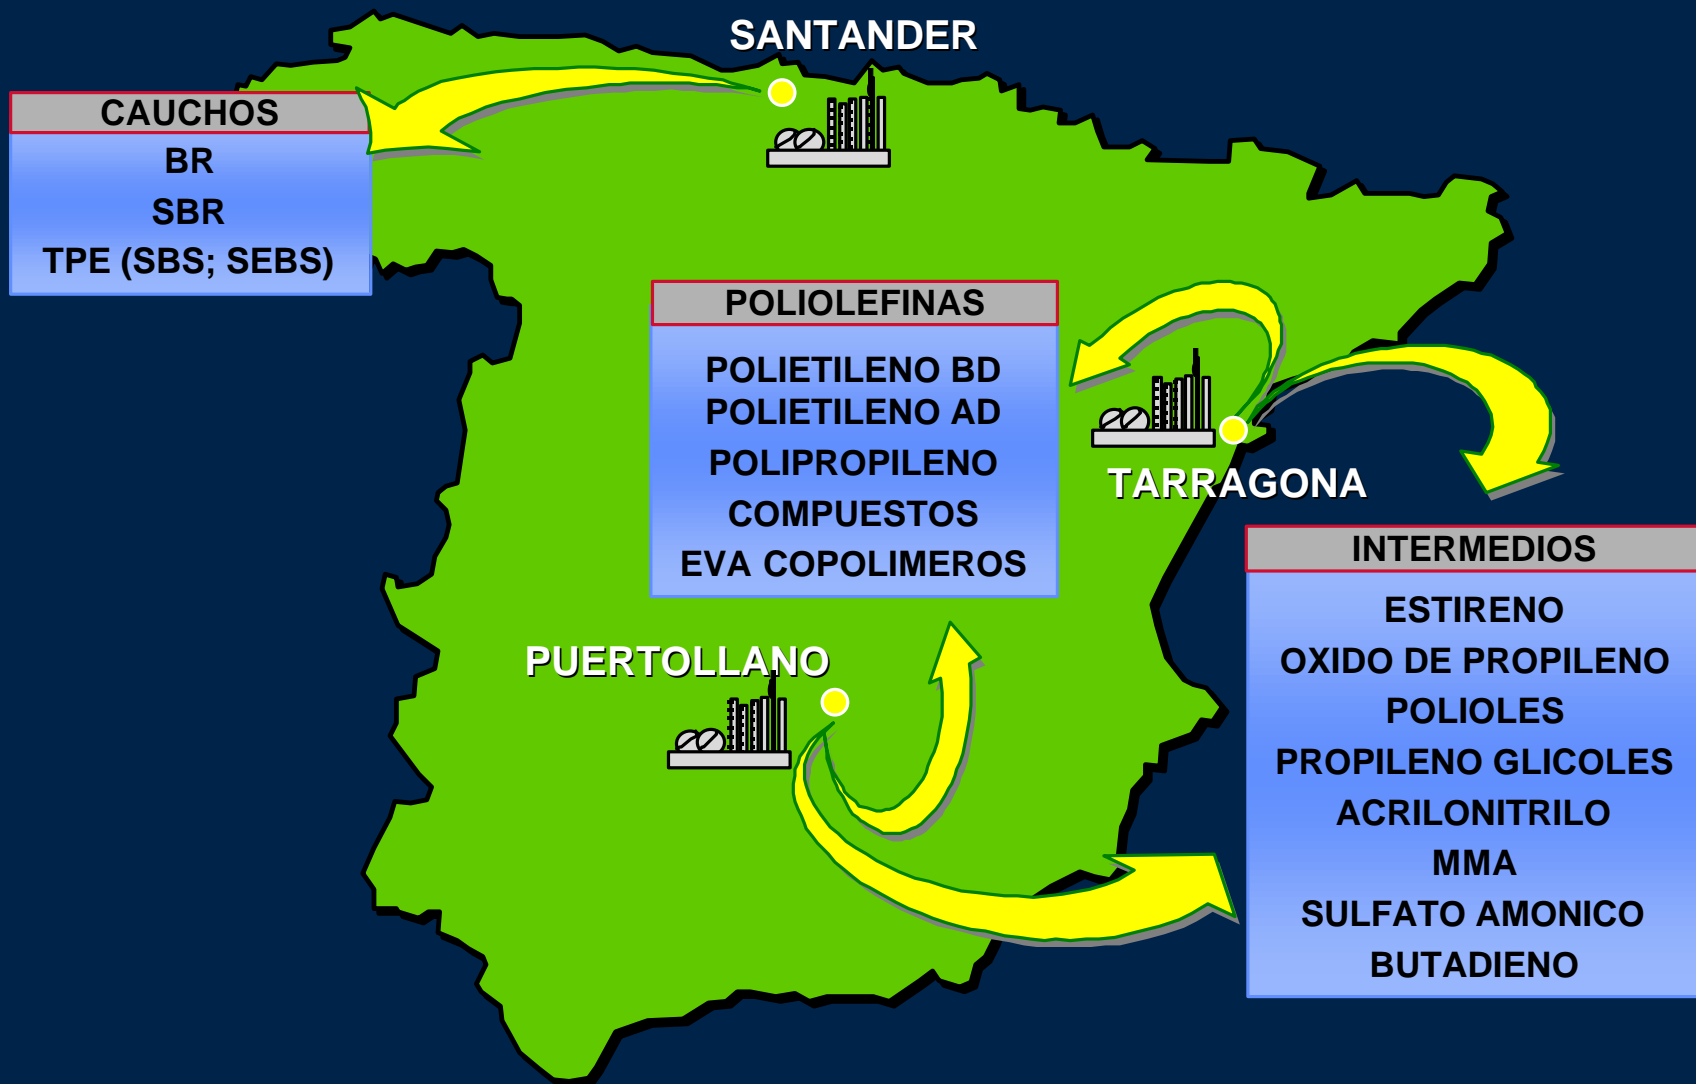 SANTANDER
CAUCHOS
BR
SBR
TPE (SBS; SEBS)
POLIOLEFINAS
POLIETILENO BD
POLIETILENO AD
POLIPROPILENO
COMPUESTOS
EVA COPOLIMEROS
TARRAGONA
PUERTOLLANO
INTERMEDIOS
ESTIRENO
OXIDO DE PROPILENO
POLIOLES
PROPILENO GLICOLES
ACRILONITRILO
MMA
SULFATO AMONICO
BUTADIENO